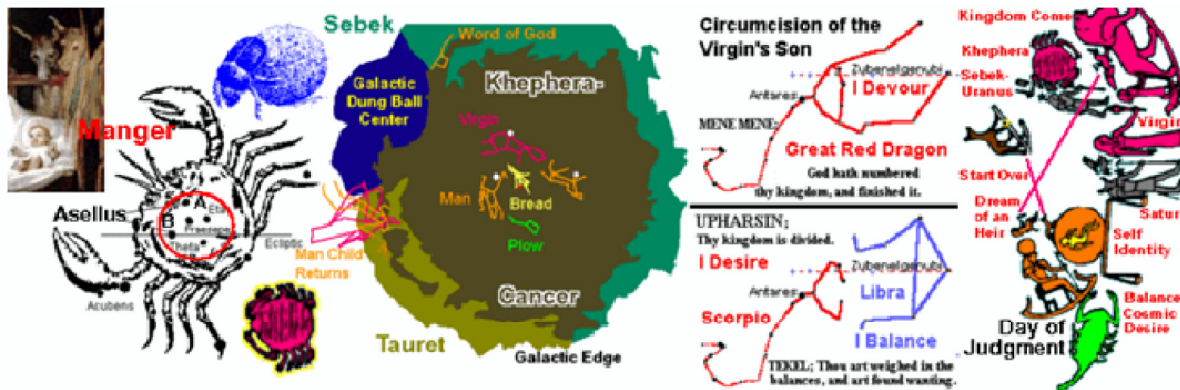 Manger
Asellus
A
B
Eta
Praesepe
Theta
Ecliptic
Acubens
Sebek
Word of God
Galactic
Dung Ball
Center
Khephera-
Virgin
Man
Bread
Plow
Man Child
Returns
Cancer
Tauret
Galactic Edge
Circumcision of the
Virgin's Son
Zubenelgenubi
I Devour
Antares
MENE MENE;
Great Red Dragon
God hath numbered
thy kingdom, and finished it.
UPHARSIN;
Thy kingdom is divided.
I Desire
Zubenelgenubi
Antares
Libra
Scorpio
I Balance
TEKEL; Thou art weighed in the
balances, and art found wanting.
Kingdom Come
Khephera
Sebek-
Uranus
Virgin
Start Over
Dream
of an
Heir
Satur
Self
Identity
Balance
Cosmic
Desire
Day of
Judgment